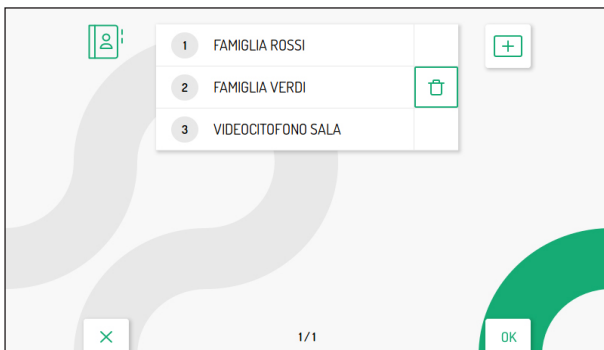 1 FAMIGLIA ROSSI
2 FAMIGLIA VERDI
3 VIDEOCITOFONO SALA
1/1
OK